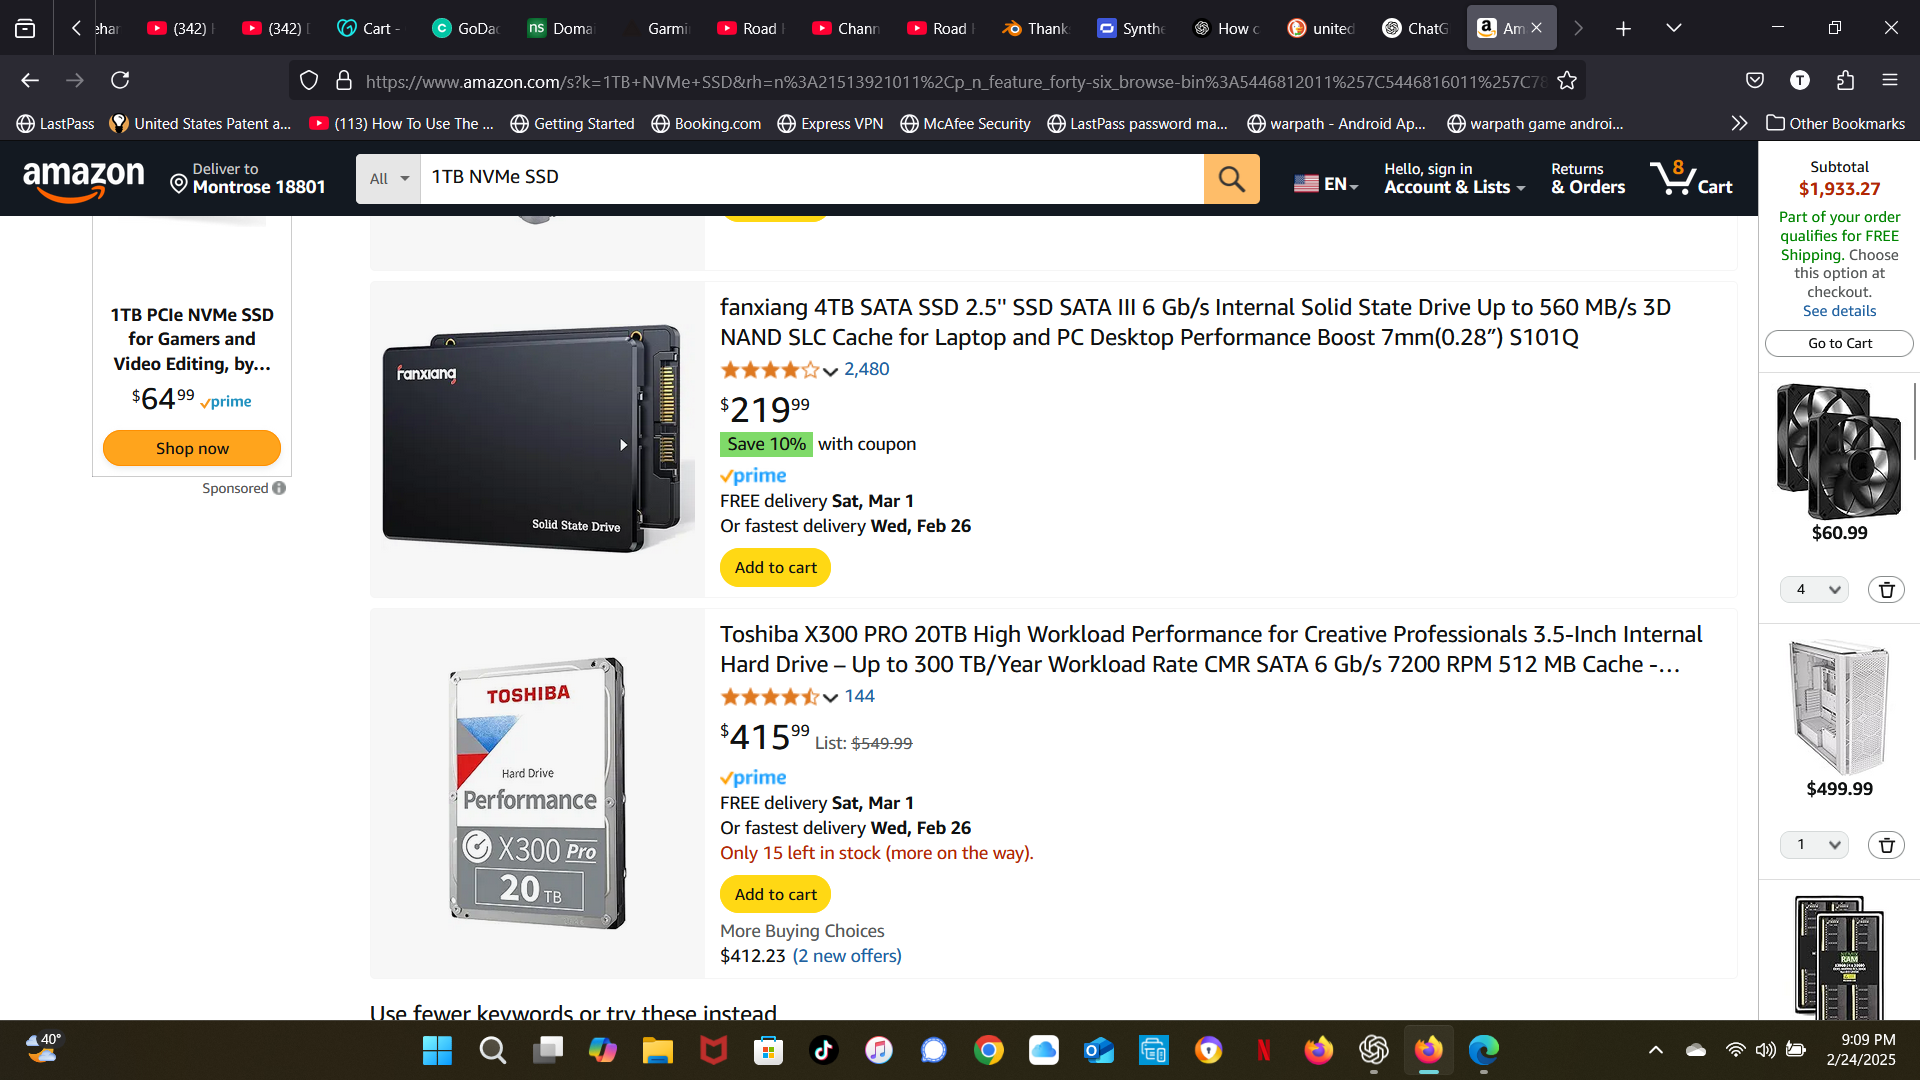 (342)
(342)
Cart -
GoDac
Domai
Garmi
Road
Chann
Road
Thank
Synthe
How c
united
ChatG
Am
https://www.amazon.com/s?k=1TB+NVMe+SSD&rh=n%3A21513921011%2Cp_n_feature_forty-six_browse-bin%3A5446812011%257C5446816011%257C78
T
LastPass
United States Patent a...
(113) How To Use The ...
Getting Started
Booking.com
Express VPN
McAfee Security
LastPass password ma...
warpath - Android Ap...
warpath game androi...
Other Bookmarks
amazon
Deliver to
Montrose 18801
All
1TB NVMe SSD
EN
Hello, sign in
Account & Lists
Returns
& Orders
8
Cart
1TB PCIe NVMe SSD
for Gamers and
Video Editing, by...
$64.99 prime
Shop now
Sponsored
fanxiang
Solid State Drive
fanxiang 4TB SATA SSD 2.5'' SSD SATA III 6 Gb/s Internal Solid State Drive Up to 560 MB/s 3D
NAND SLC Cache for Laptop and PC Desktop Performance Boost 7mm(0.28”) S101Q
2,480
$219.99
Save 10% with coupon
prime
FREE delivery Sat, Mar 1
Or fastest delivery Wed, Feb 26
Add to cart
TOSHIBA
Hard Drive
Performance
X300 Pro
20 TB
Toshiba X300 PRO 20TB High Workload Performance for Creative Professionals 3.5-Inch Internal
Hard Drive – Up to 300 TB/Year Workload Rate CMR SATA 6 Gb/s 7200 RPM 512 MB Cache -…
144
$415.99 List: $549.99
prime
FREE delivery Sat, Mar 1
Or fastest delivery Wed, Feb 26
Only 15 left in stock (more on the way).
Add to cart
More Buying Choices
$412.23 (2 new offers)
Use fewer keywords or try these instead
Subtotal
$1,933.27
Part of your order
qualifies for FREE
Shipping. Choose
this option at
checkout.
See details
Go to Cart
$60.99
4
$499.99
1
RAM
40°
9:09 PM
2/24/2025